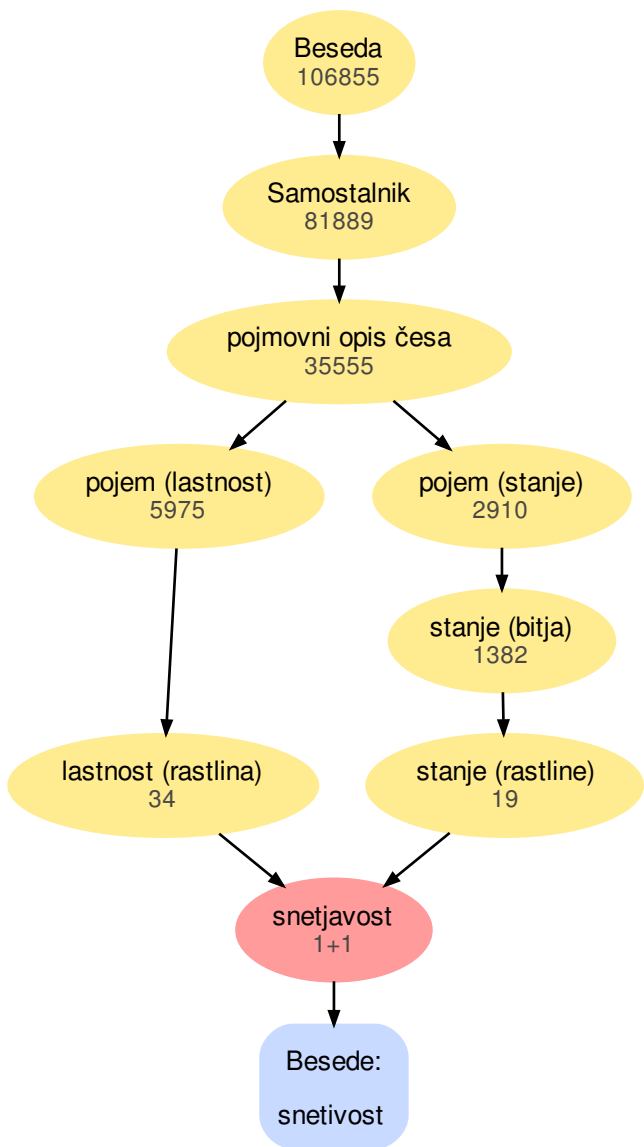 Beseda
106855
Samostalnik
81889
pojmovni opis česa
35555
pojem (lastnost)
5975
pojem (stanje)
2910
stanje (bitja)
1382
lastnost (rastlina)
34
stanje (rastline)
19
snetjavost
1+1
Besede:
snetivost